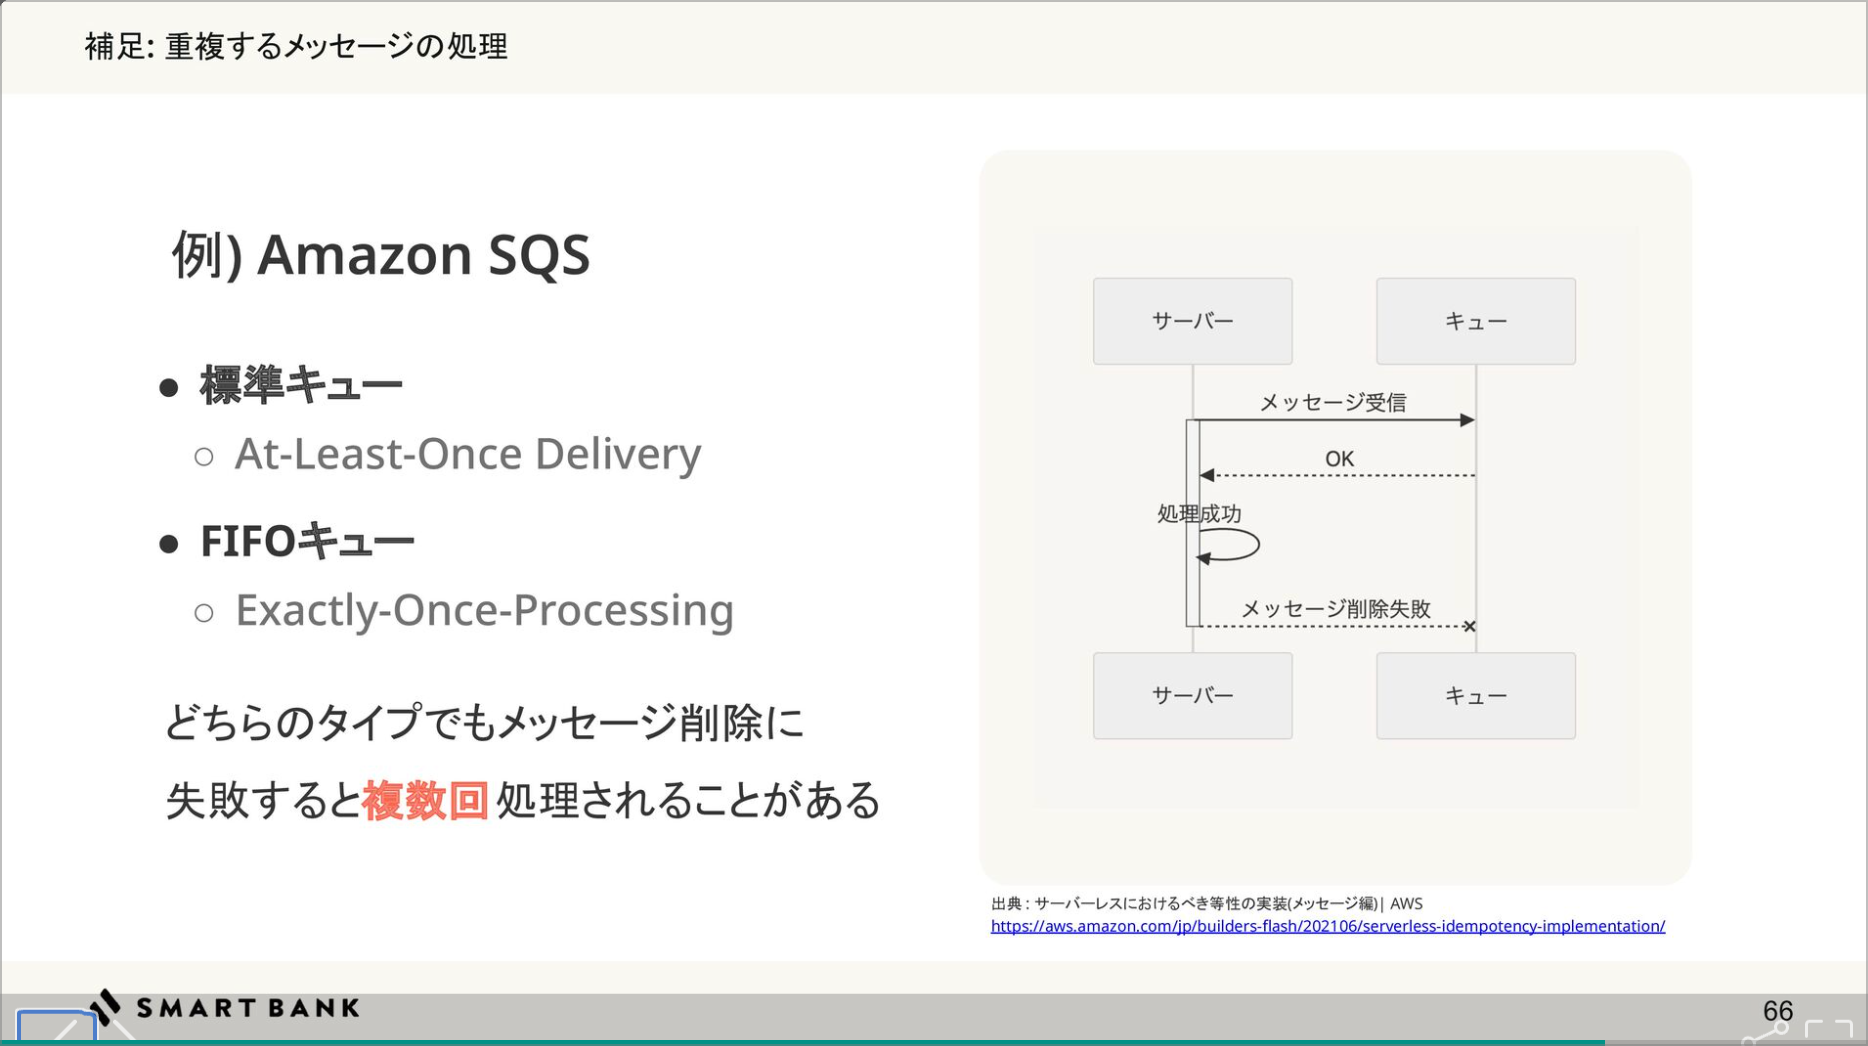 補足: 重複するメッセージの処理
例) Amazon SQS
● 標準キュー
○ At-Least-Once Delivery
● FIFOキュー
○ Exactly-Once-Processing
どちらのタイプでもメッセージ削除に
失敗すると複数回処理されることがある
サーバー
キュー
メッセージ受信
OK
処理成功
メッセージ削除失敗
サーバー
キュー
出典 : サーバーレスにおけるべき等性の実装(メッセージ編)| AWS
https://aws.amazon.com/jp/builders-flash/202106/serverless-idempotency-implementation/
SMART BANK
66